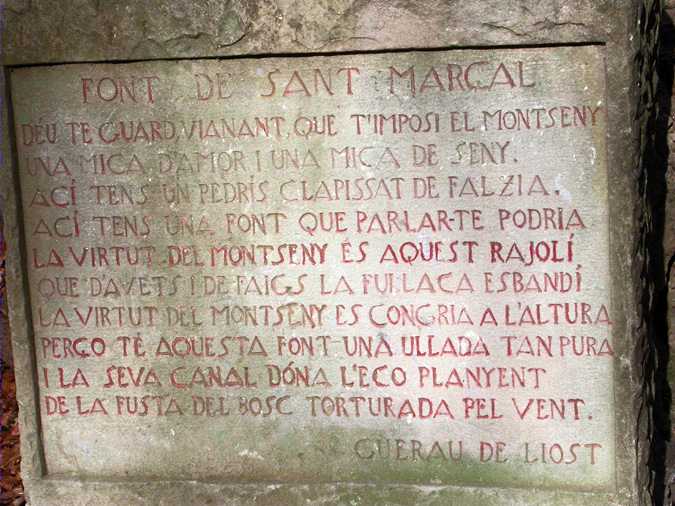 FONT DE SANT MARÇAL
DÉU TE GUARD, VIANANT, QUE T'IMPOSI EL MONTSENY
UNA MICA D'AMOR I UNA MICA DE SENY.
ACÍ TENS UN PEDRÍS CLAPISSAT DE FALZIA.
ACÍ TENS UNA FONT QUE PARLAR-TE PODRIA
LA VIRTUT DEL MONTSENY ÉS AQUEST RAJOLÍ
QUE D'AVETS I DE FAIGS LA FULLACA ESBANDÍ
LA VIRTUT DEL MONTSENY ES CONGRIA A L'ALTURA
PERÇO TÉ AQUESTA FONT UNA ULLADA TAN PURA
I LA SEVA CANAL DÓNA L'ECO PLANYENT
DE LA FUSTA DEL BOSC TORTURADA PEL VENT.
GUERAU DE LIOST